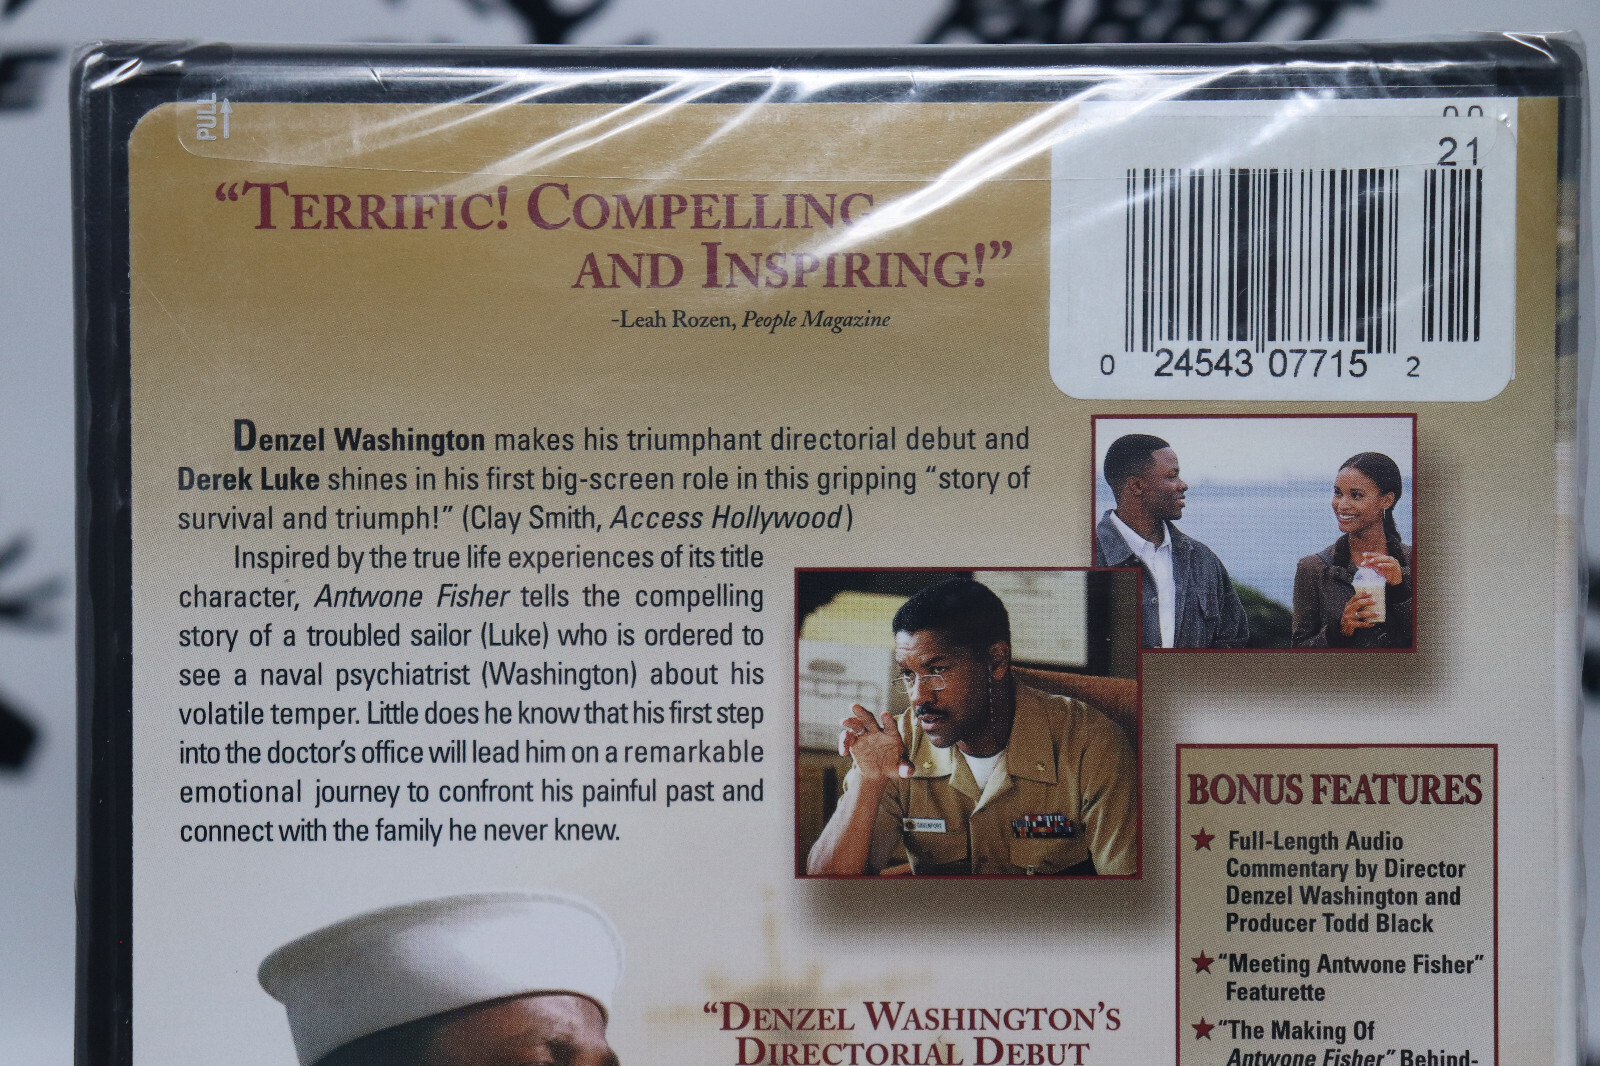 RABBIT
PULL
00
21
"TERRIFIC! COMPELLING
AND INSPIRING!"
-Leah Rozen, People Magazine
0 24543 07715 2
Denzel Washington makes his triumphant directorial debut and
Derek Luke shines in his first big-screen role in this gripping "story of
survival and triumph!" (Clay Smith, Access Hollywood)
Inspired by the true life experiences of its title
character, Antwone Fisher tells the compelling
story of a troubled sailor (Luke) who is ordered to
see a naval psychiatrist (Washington) about his
volatile temper. Little does he know that his first step
into the doctor's office will lead him on a remarkable
emotional journey to confront his painful past and
connect with the family he never knew.
DAVENPORT
BONUS FEATURES
★ Full-Length Audio
Commentary by Director
Denzel Washington and
Producer Todd Black
★ "Meeting Antwone Fisher"
Featurette
★ "The Making Of
Antwone Fisher" Behind-
"DENZEL WASHINGTON'S
DIRECTORIAL DEBUT